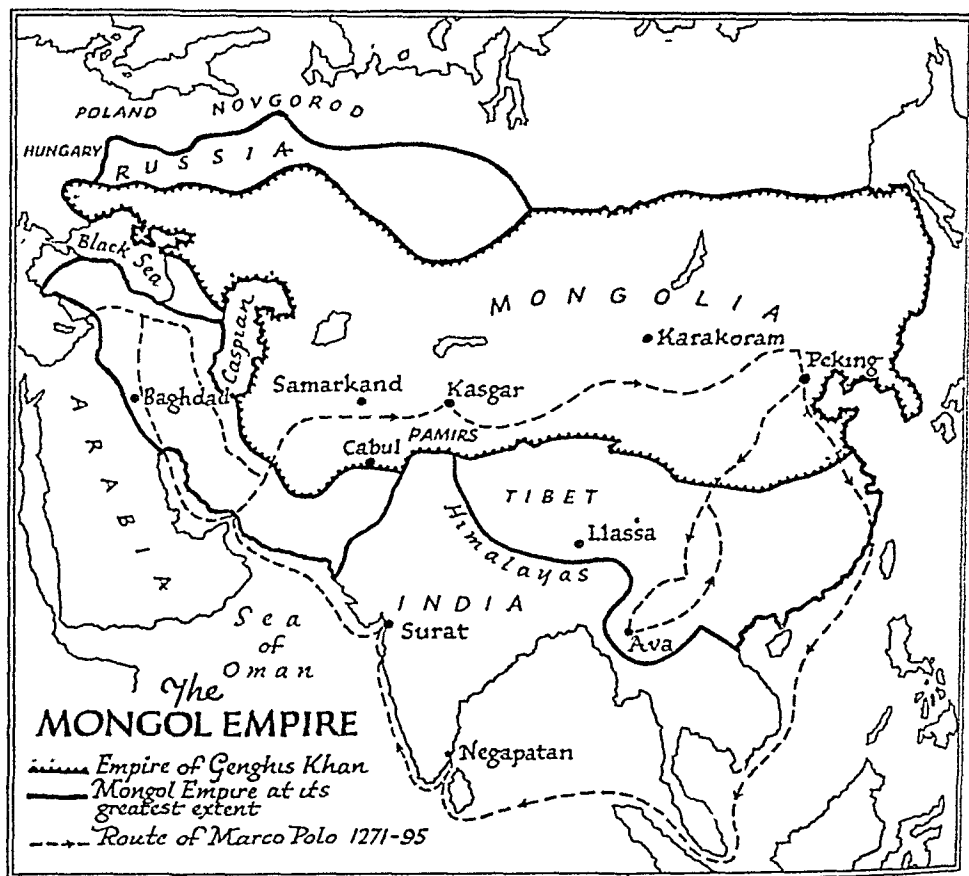 POLAND
NOVGOROD
HUNGARY
RUSSIA
Black Sea
MONGOLIA
Caspian
Karakoram
Peking
Baghdad
Samarkand
Kasgar
Cabul
PAMIRS
ARABIA
TIBET
Llassa
Himalayas
INDIA
Surat
Ava
Sea
of
Oman
Negapatan
The
MONGOL EMPIRE
Empire of Genghis Khan
Mongol Empire at its
greatest extent
Route of Marco Polo 1271-95